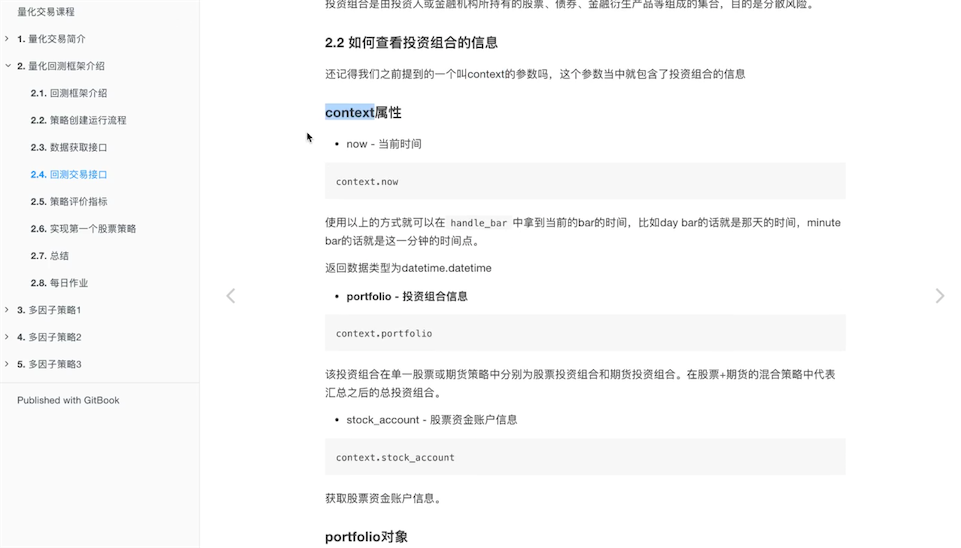 量化交易课程
1. 量化交易简介
2. 量化回测框架介绍
2.1. 回测框架介绍
2.2. 策略创建运行流程
2.3. 数据获取接口
2.4. 回测交易接口
2.5. 策略评价指标
2.6. 实现第一个股票策略
2.7. 总结
2.8. 每日作业
3. 多因子策略1
4. 多因子策略2
5. 多因子策略3
Published with GitBook
投资组合是由投资人或金融机构所持有的股票、债券、金融衍生产品等组成的集合，目的是分散风险。
2.2 如何查看投资组合的信息
还记得我们之前提到的一个叫context的参数吗，这个参数当中就包含了投资组合的信息
context属性
• now - 当前时间
context.now
使用以上的方式就可以在 handle_bar 中拿到当前的bar的时间，比如day bar的话就是那天的时间，minute
bar的话就是这一分钟的时间点。
返回数据类型为datetime.datetime
• portfolio - 投资组合信息
context.portfolio
该投资组合在单一股票或期货策略中分别为股票投资组合和期货投资组合。在股票+期货的混合策略中代表
汇总之后的总投资组合。
• stock_account - 股票资金账户信息
context.stock_account
获取股票资金账户信息。
portfolio对象